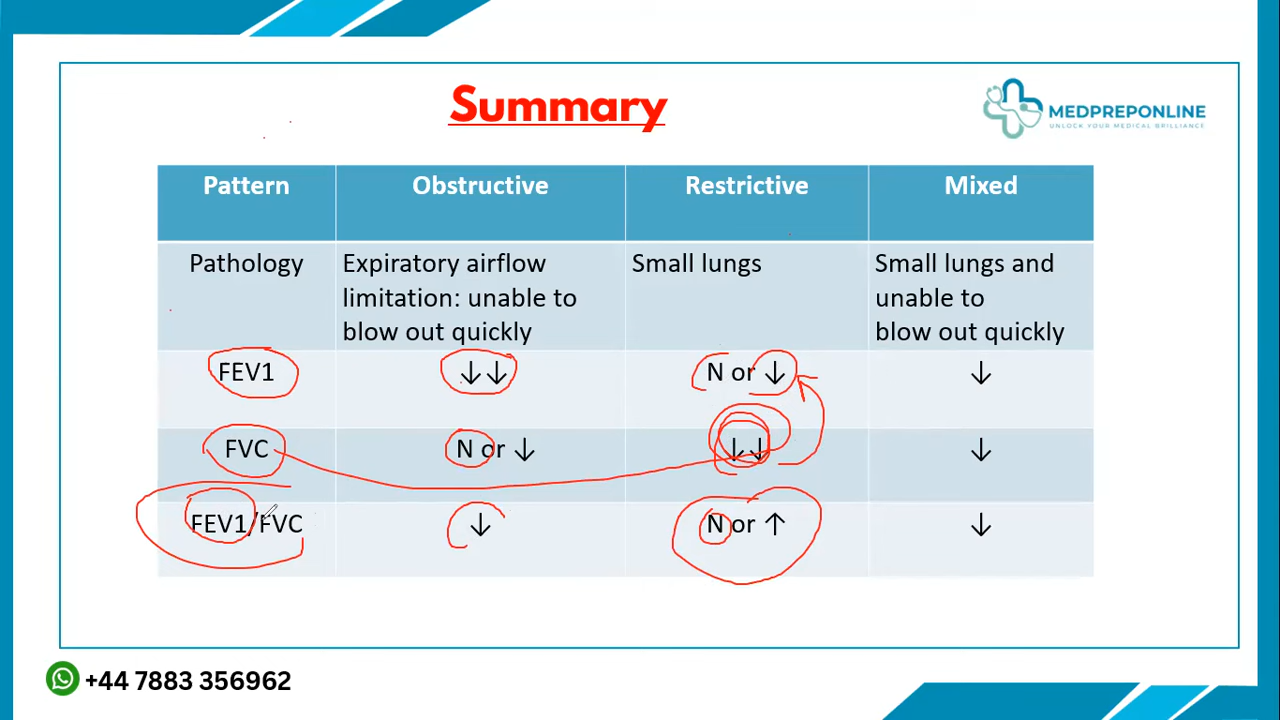 Summary
MEDPREPONLINE
UNLOCK YOUR MEDICAL BRILLIANCE
Pattern Obstructive Restrictive Mixed
Pathology
Expiratory airflow
limitation: unable to
blow out quickly
Small lungs
Small lungs and
unable to
blow out quickly
FEV1 ↓↓ N or ↓ ↓
FVC N or ↓ ↓↓ ↓
FEV1/FVC ↓ N or ↑ ↓
+44 7883 356962